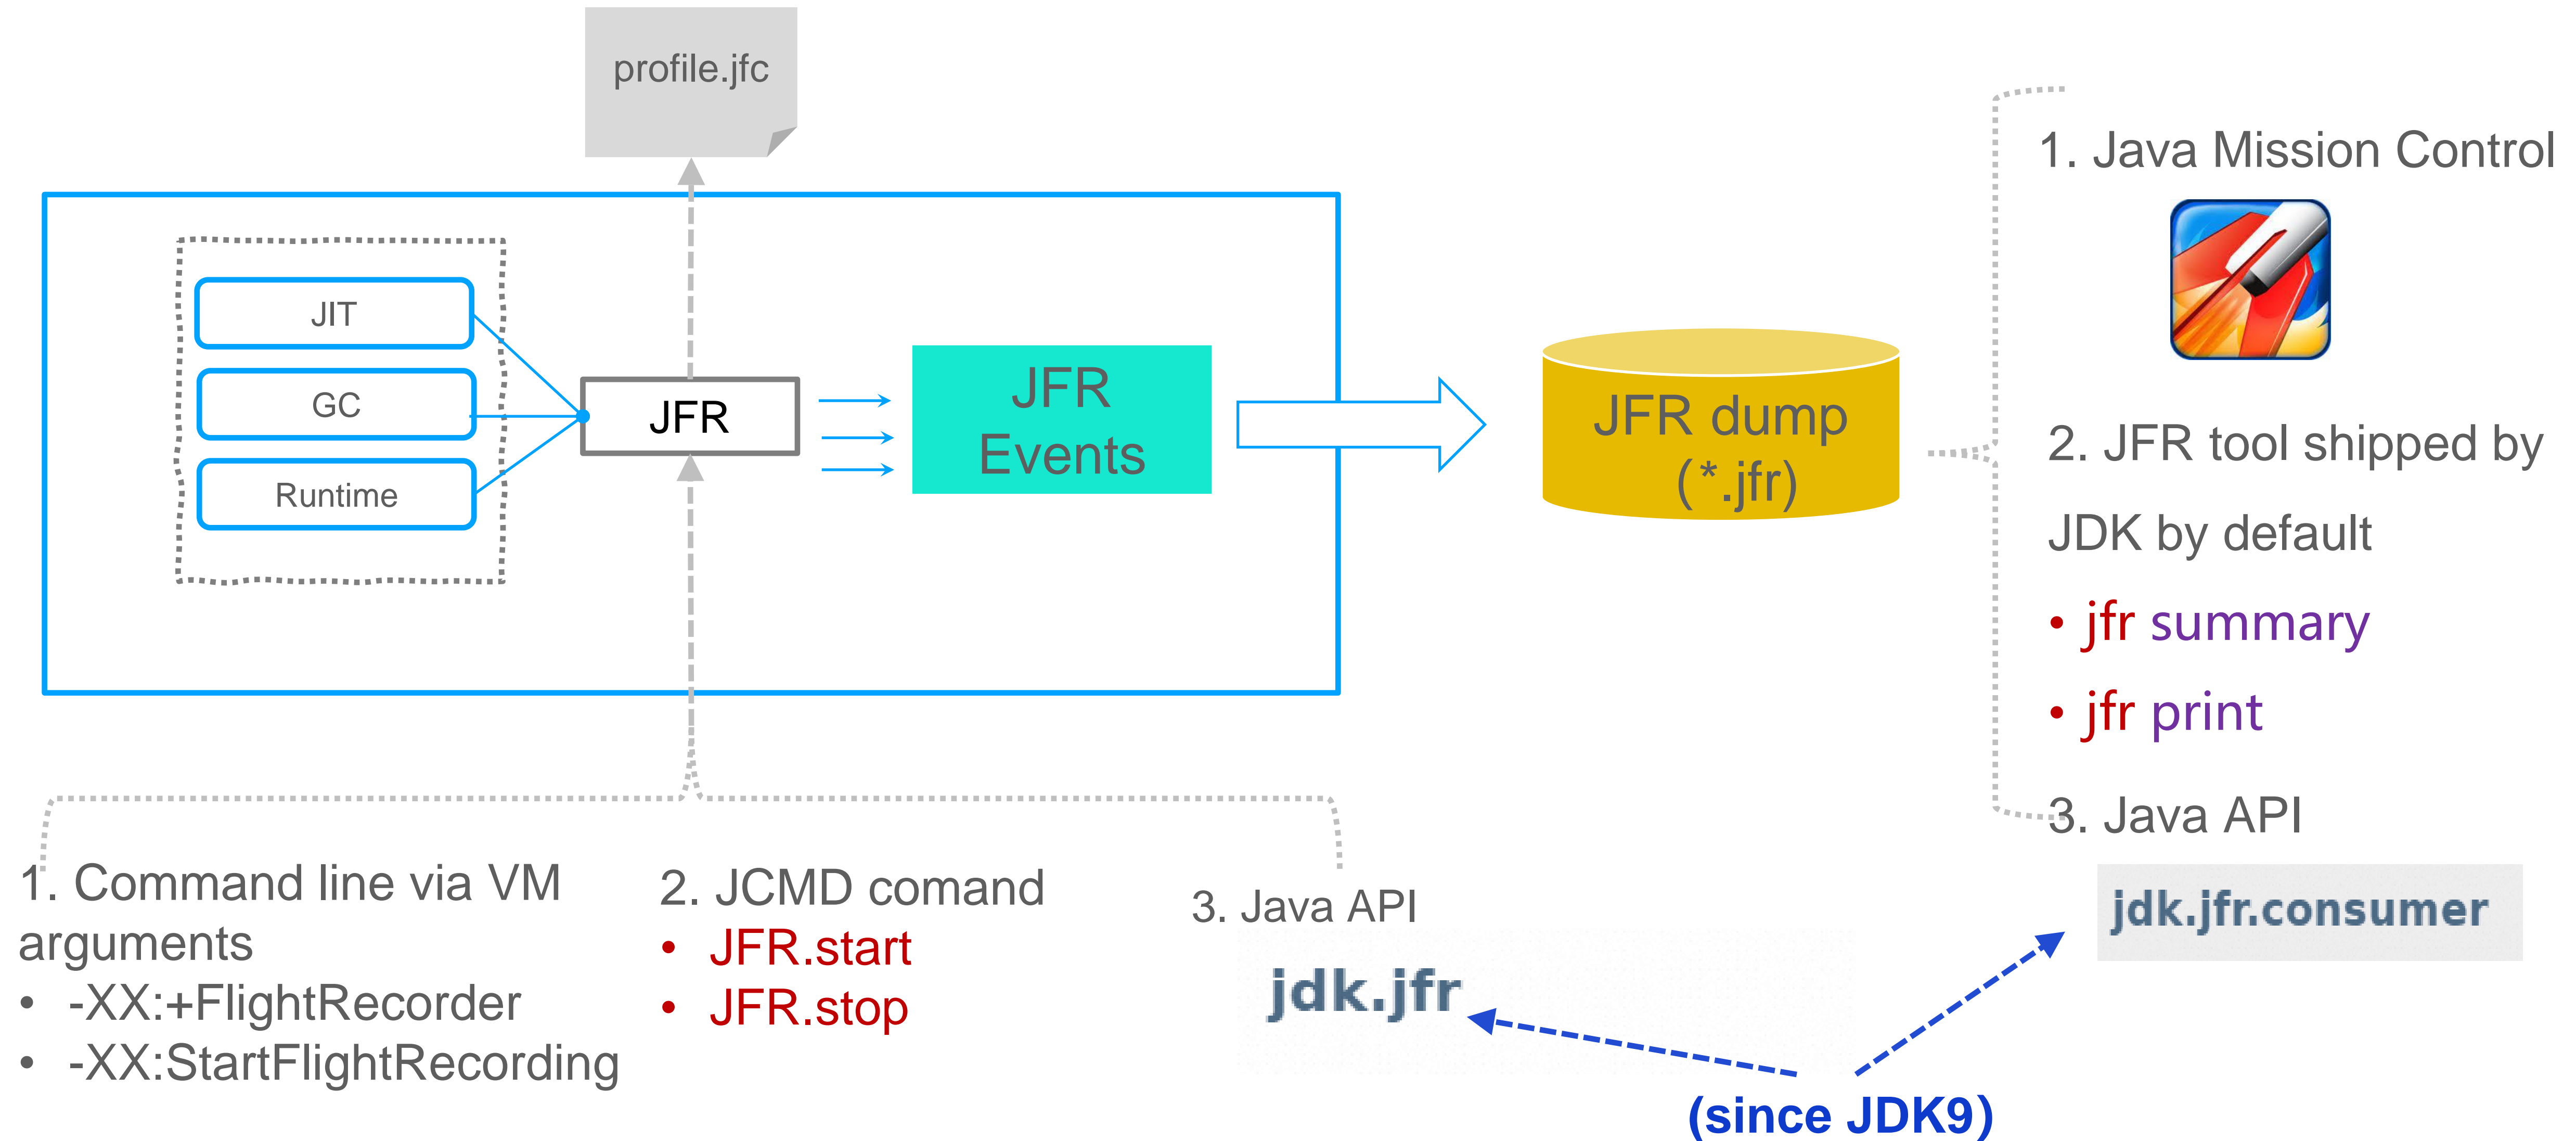 profile.jfc
JIT
GC
Runtime
JFR
JFR
Events
JFR dump
(*.jfr)
1. Java Mission Control
2. JFR tool shipped by
JDK by default
• jfr summary
• jfr print
3. Java API
jdk.jfr.consumer
1. Command line via VM
arguments
• -XX:+FlightRecorder
• -XX:StartFlightRecording
2. JCMD comand
• JFR.start
• JFR.stop
3. Java API
jdk.jfr
(since JDK9)